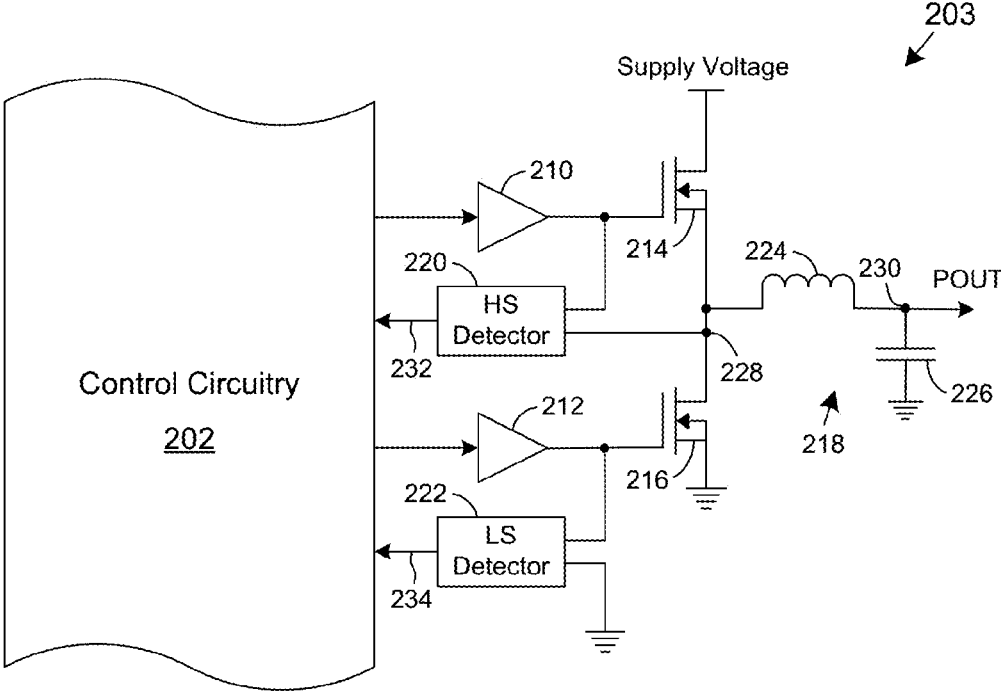 203
Supply Voltage
210
214
220
HS
Detector
232
224
230
POUT
228
226
218
Control Circuitry
202
212
216
222
LS
Detector
234